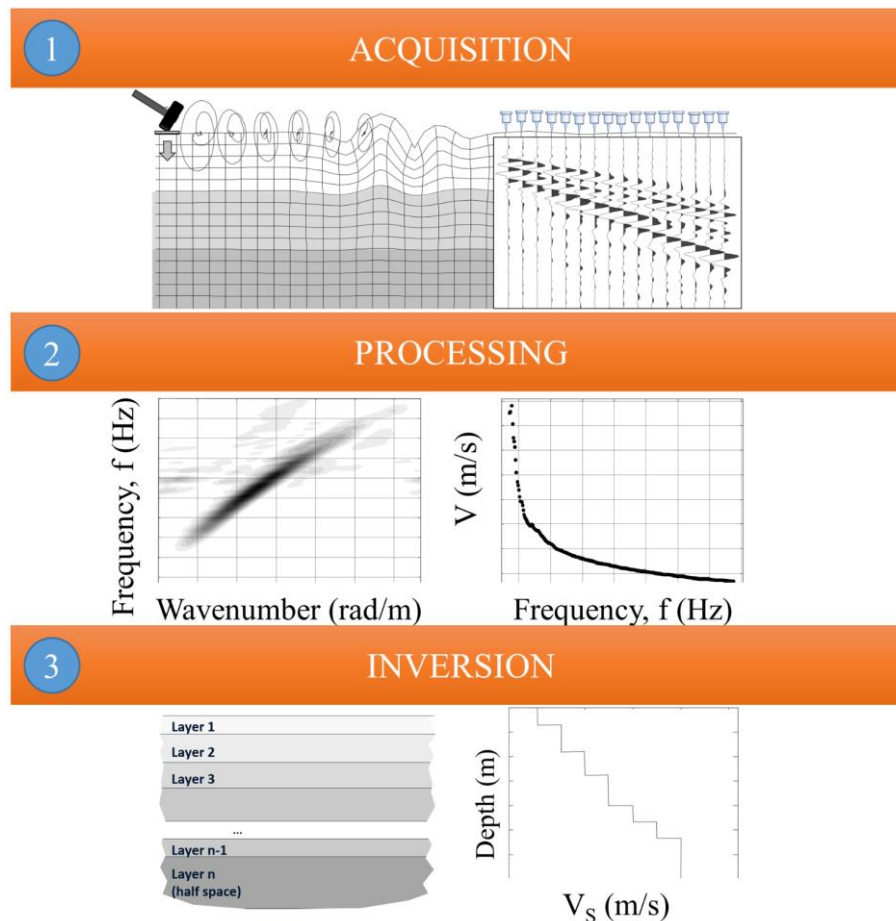 1
ACQUISITION
2
PROCESSING
Frequency, f (Hz)
Wavenumber (rad/m)
V (m/s)
Frequency, f (Hz)
3
INVERSION
Layer 1
Layer 2
Layer 3
...
Layer n-1
Layer n
(half space)
Depth (m)
V_S (m/s)